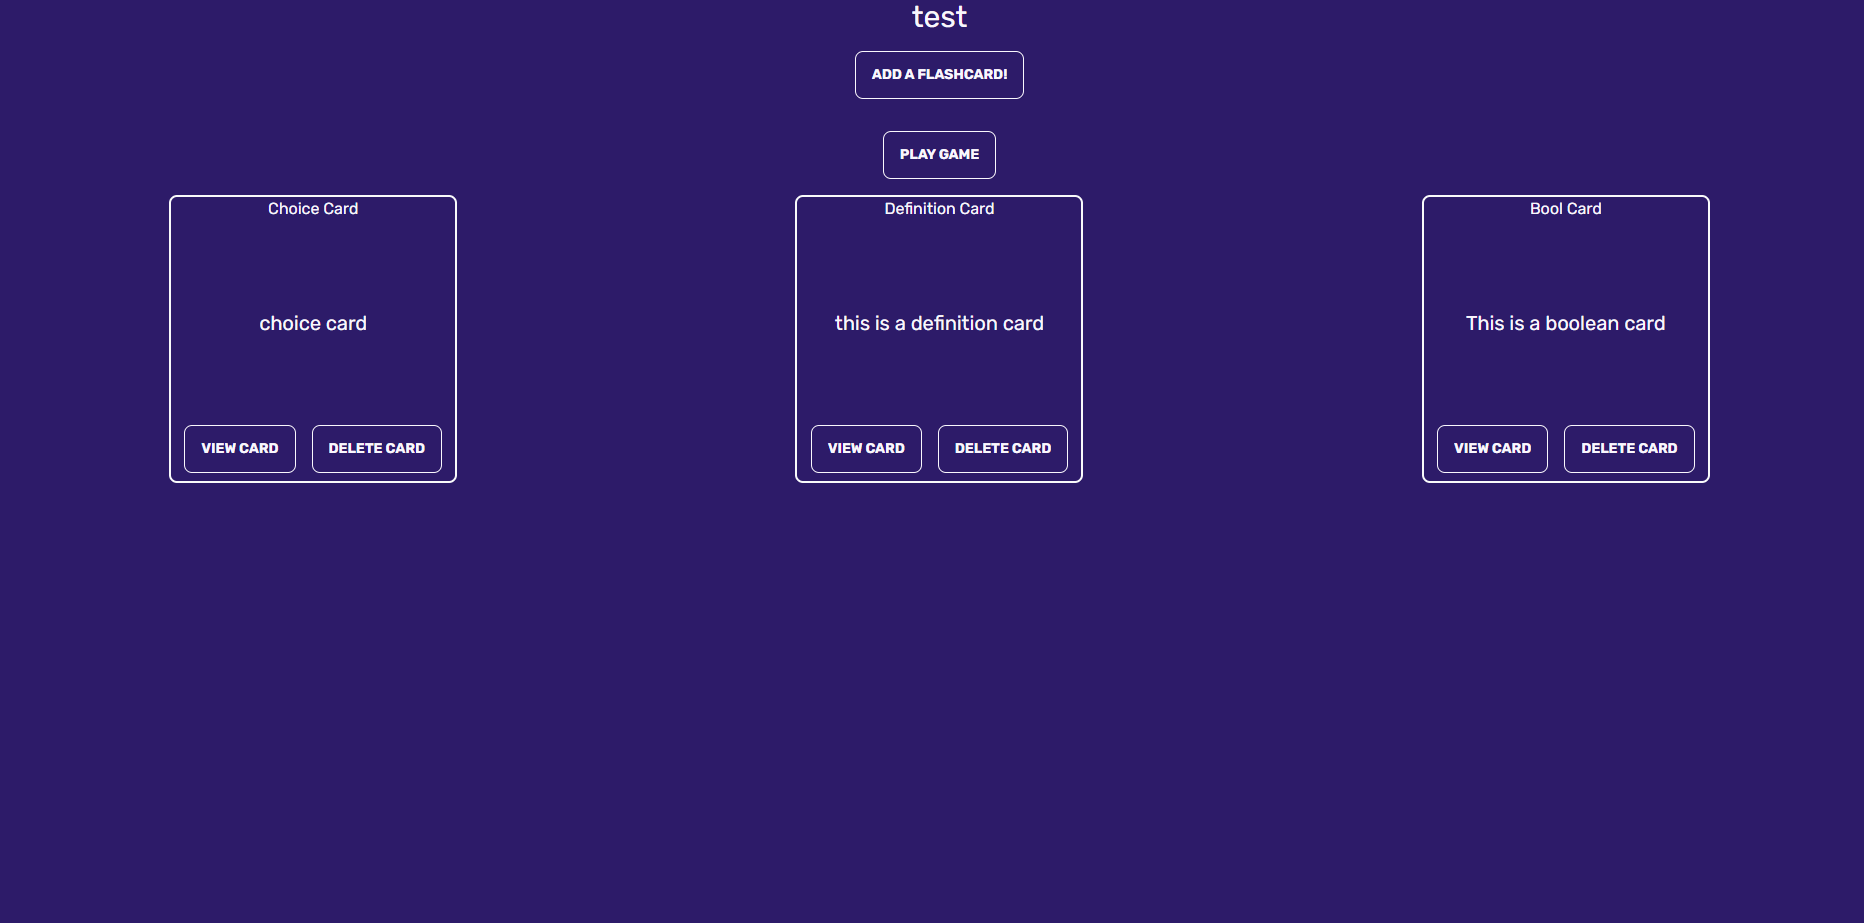 test
ADD A FLASHCARD!
PLAY GAME
Choice Card
choice card
VIEW CARD
DELETE CARD
Definition Card
this is a definition card
VIEW CARD
DELETE CARD
Bool Card
This is a boolean card
VIEW CARD
DELETE CARD